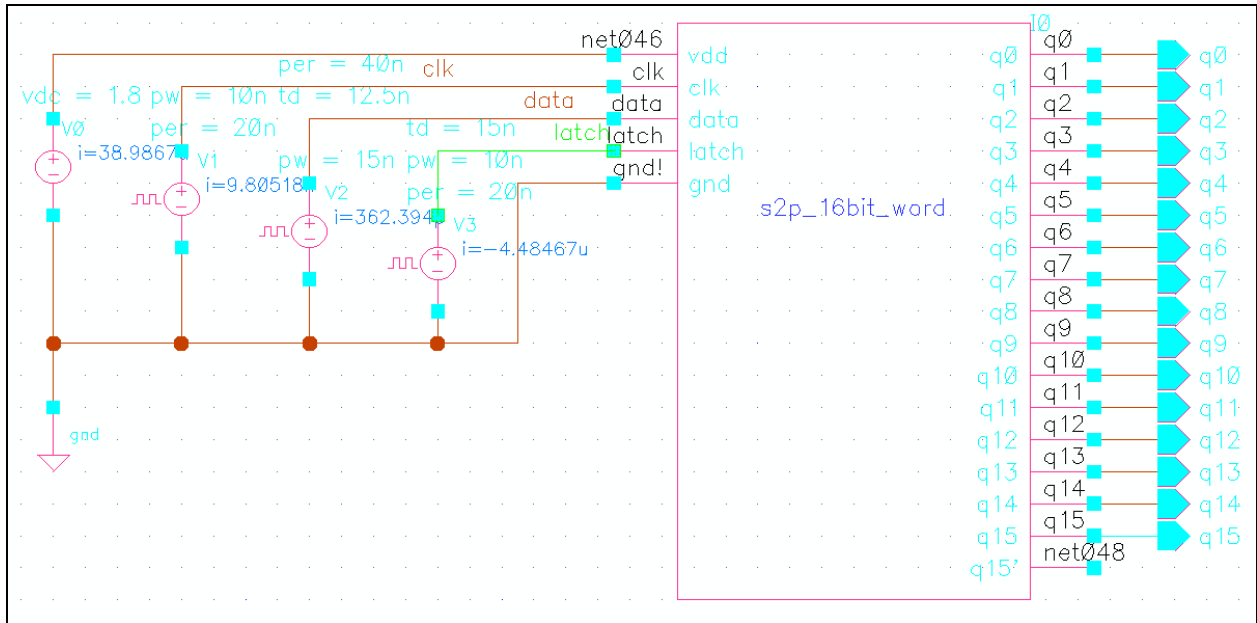 I0
net046 vdd q0 q0 q0
per = 40n clk clk clk q1 q1 q1
vdc = 1.8 pw = 10n td = 12.5n data data data q2 q2 q2
V0 per = 20n td = 15n latch latch latch q3 q3 q3
i=38.9867 V1 pw = 15n pw = 10n gnd! gnd q4 q4 q4
i=9.80518 V2 per = 20n s2p_16bit_word q5 q5 q5
i=362.394 V3 q6 q6 q6
i=-4.48467u q7 q7 q7
q8 q8 q8
q9 q9 q9
q10 q10 q10
q11 q11 q11
gnd q12 q12 q12
q13 q13 q13
q14 q14 q14
q15 q15 q15
q15' net048